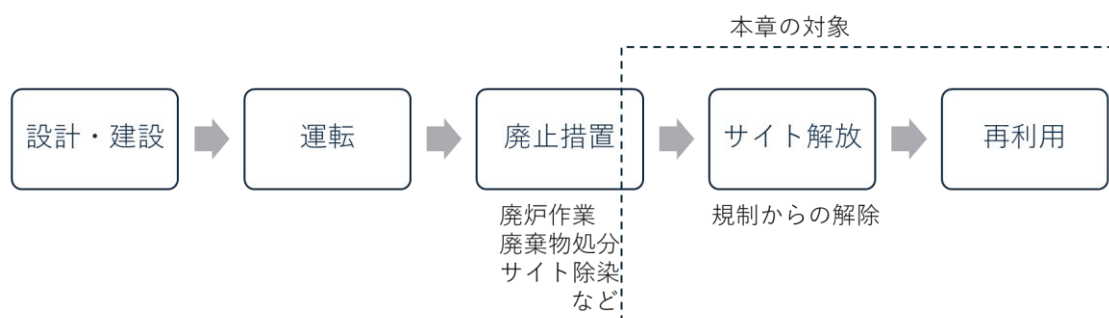 本章の対象
設計・建設
運転
廃止措置
サイト解放
再利用
廃炉作業
廃棄物処分
サイト除染
など
規制からの解除